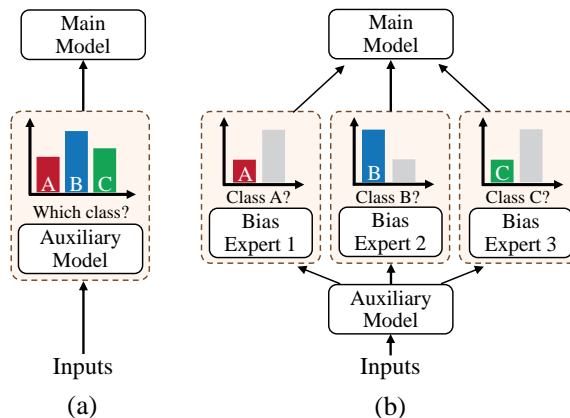 Main
Model
A
B
C
Which class?
Auxiliary
Model
Inputs
(a)
Main
Model
A
Class A?
Bias
Expert 1
B
Class B?
Bias
Expert 2
C
Class C?
Bias
Expert 3
Auxiliary
Model
Inputs
(b)